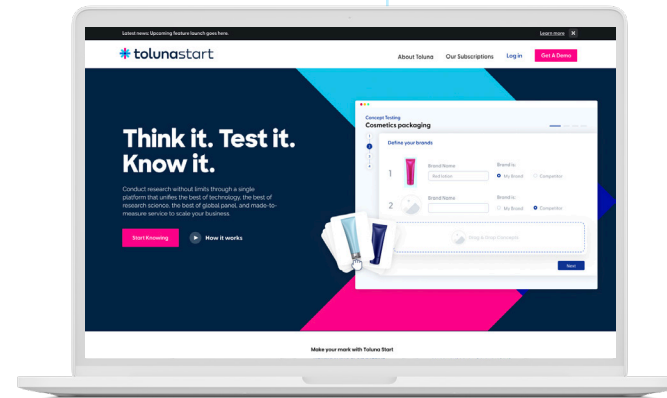 Latest news: Upcoming feature launch goes here.
Learn more X
tolunastart
About Toluna Our Subscriptions Log in Get A Demo
Think it. Test it.
Know it.
Conduct research without limits through a single
platform that unifies the best of technology, the best of
research science, the best of global panel, and made-to-
measure service to scale your business.
Start Knowing
How it works
Concept Testing
Cosmetics packaging
Define your brands
1
2
3
4
1
Brand Name
Brand is
My Brand Competitor
2
Brand Name
Brand is
My Brand Competitor
Next
Make your mark with Toluna Start